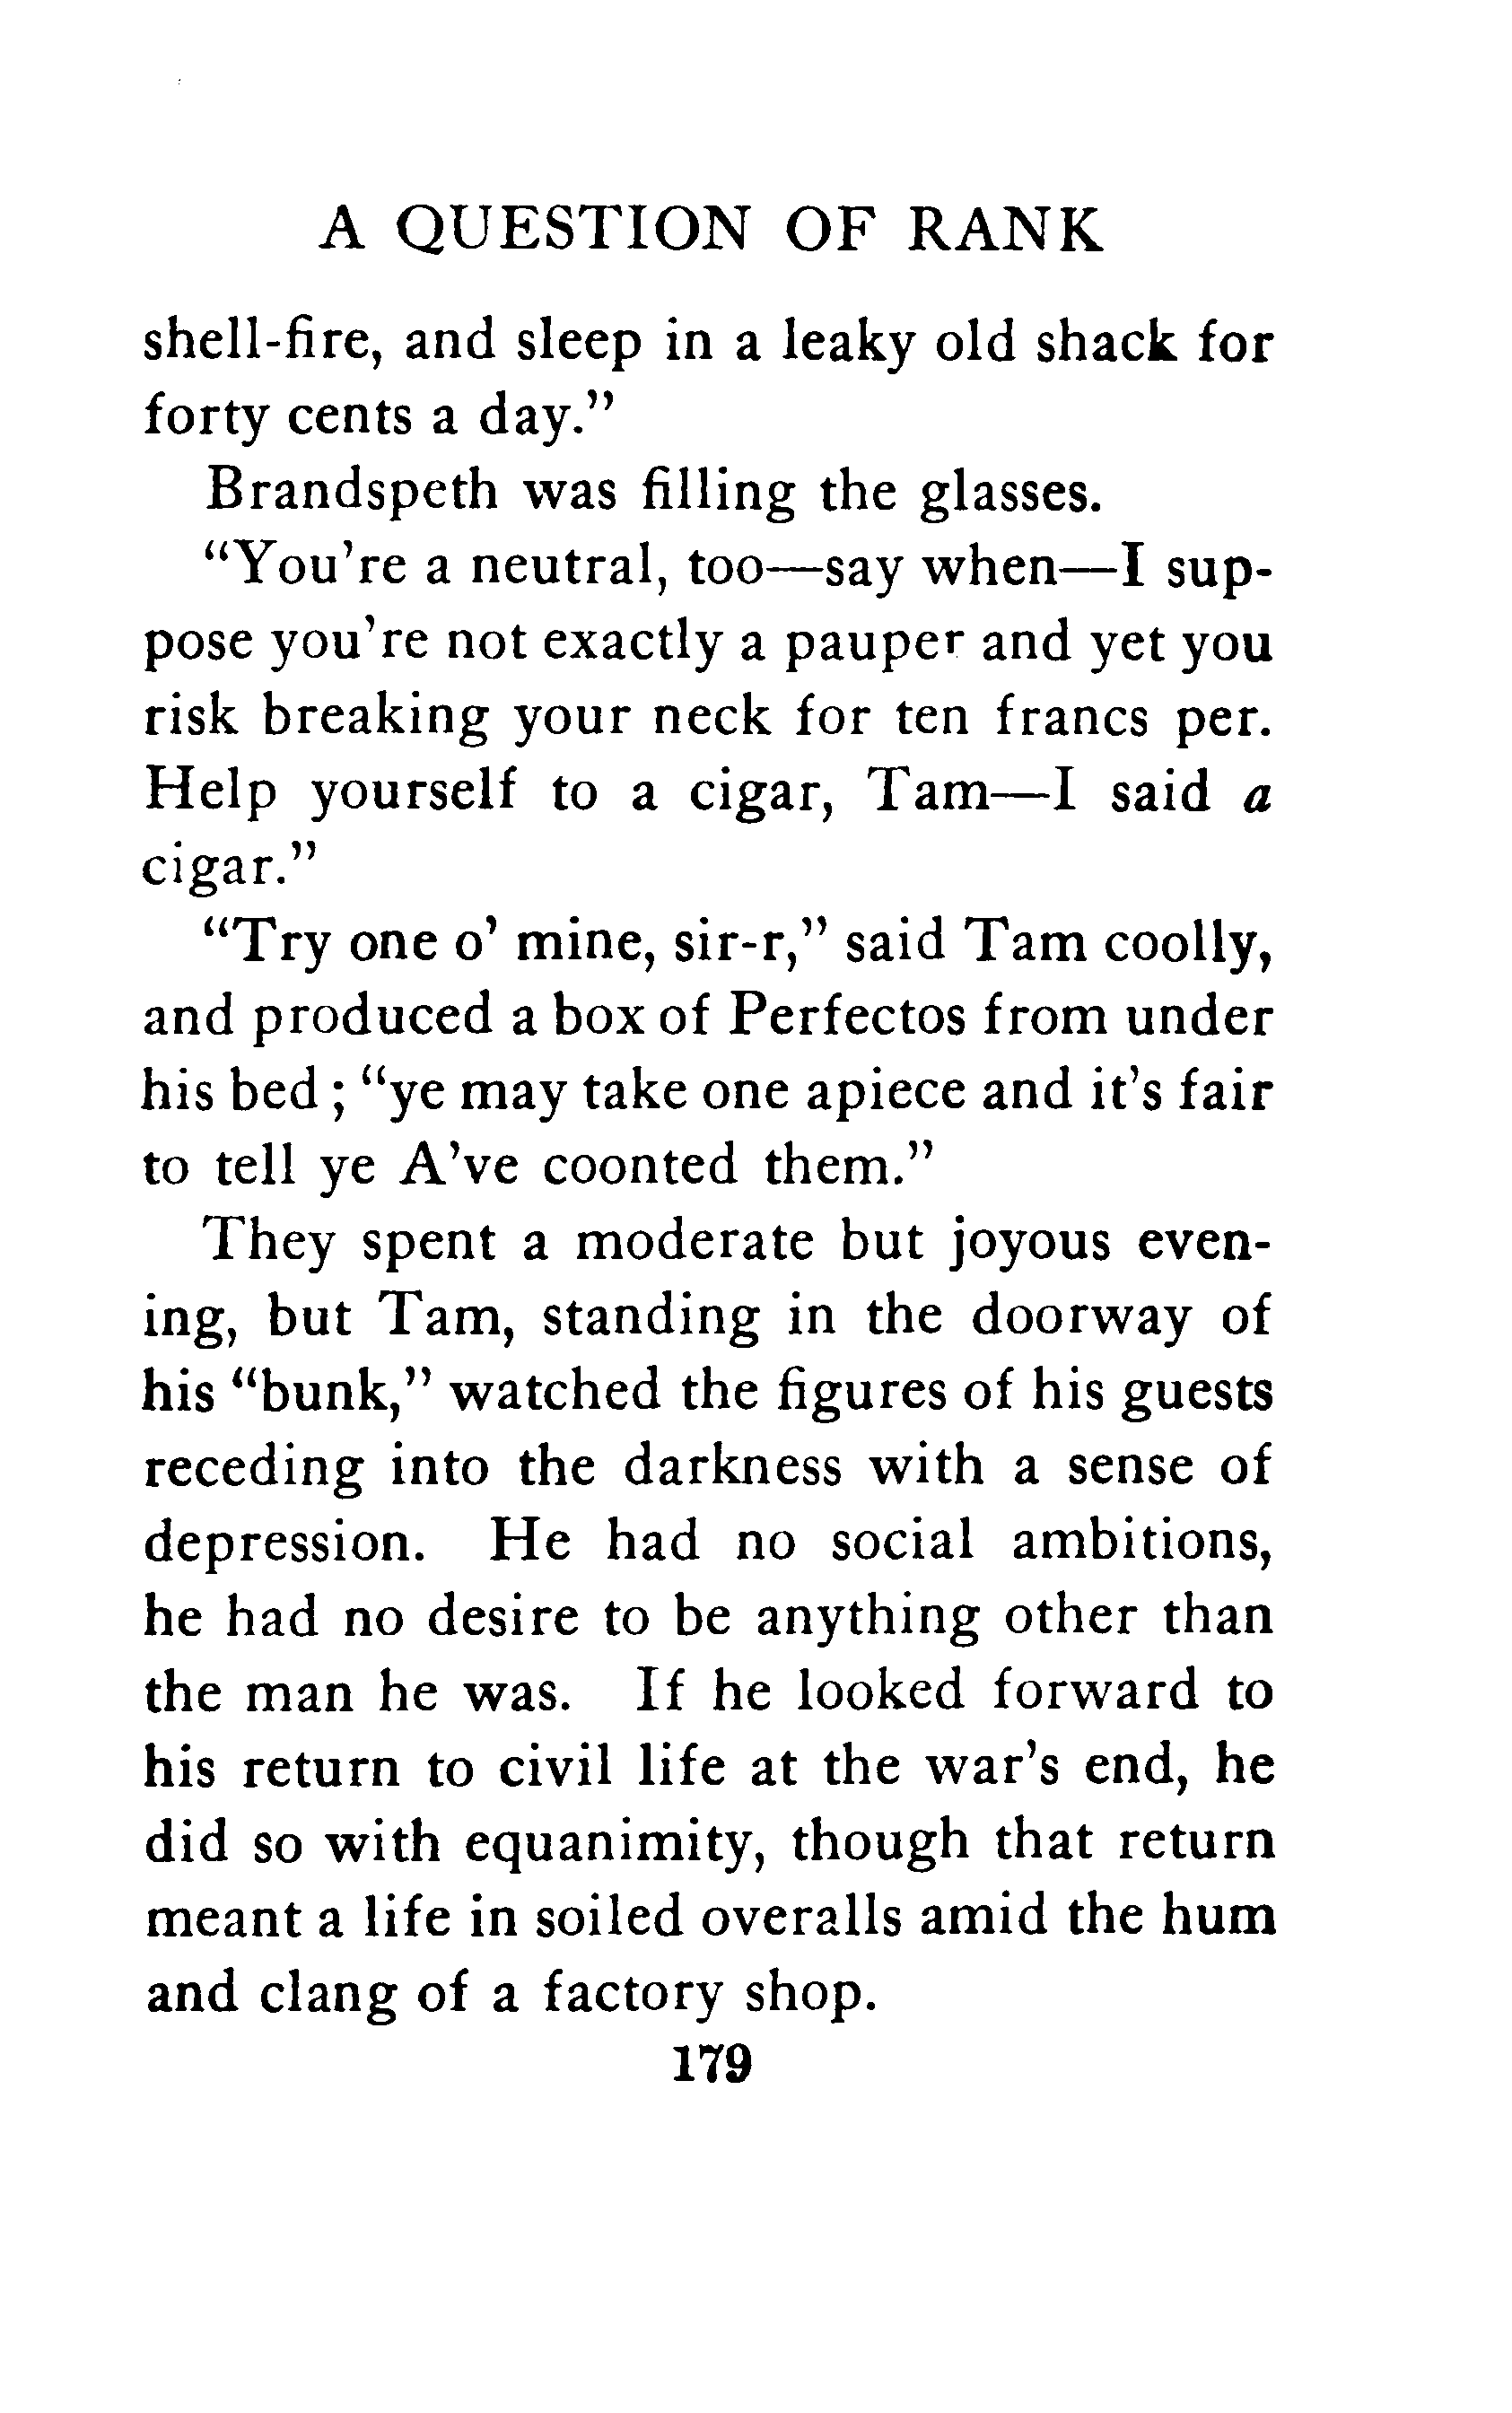 A QUESTION OF RANK
shell-fire, and sleep in a leaky old shack for
forty cents a day."
Brandspeth was filling the glasses.
"You're a neutral, too—say when—I sup-
pose you're not exactly a pauper and yet you
risk breaking your neck for ten francs per.
Help yourself to a cigar, Tam—I said a
cigar."
"Try one o' mine, sir-r," said Tam coolly,
and produced a box of Perfectos from under
his bed; "ye may take one apiece and it's fair
to tell ye A've coonted them."
They spent a moderate but joyous even-
ing, but Tam, standing in the doorway of
his "bunk," watched the figures of his guests
receding into the darkness with a sense of
depression. He had no social ambitions,
he had no desire to be anything other than
the man he was. If he looked forward to
his return to civil life at the war's end, he
did so with equanimity, though that return
meant a life in soiled overalls amid the hum
and clang of a factory shop.
179